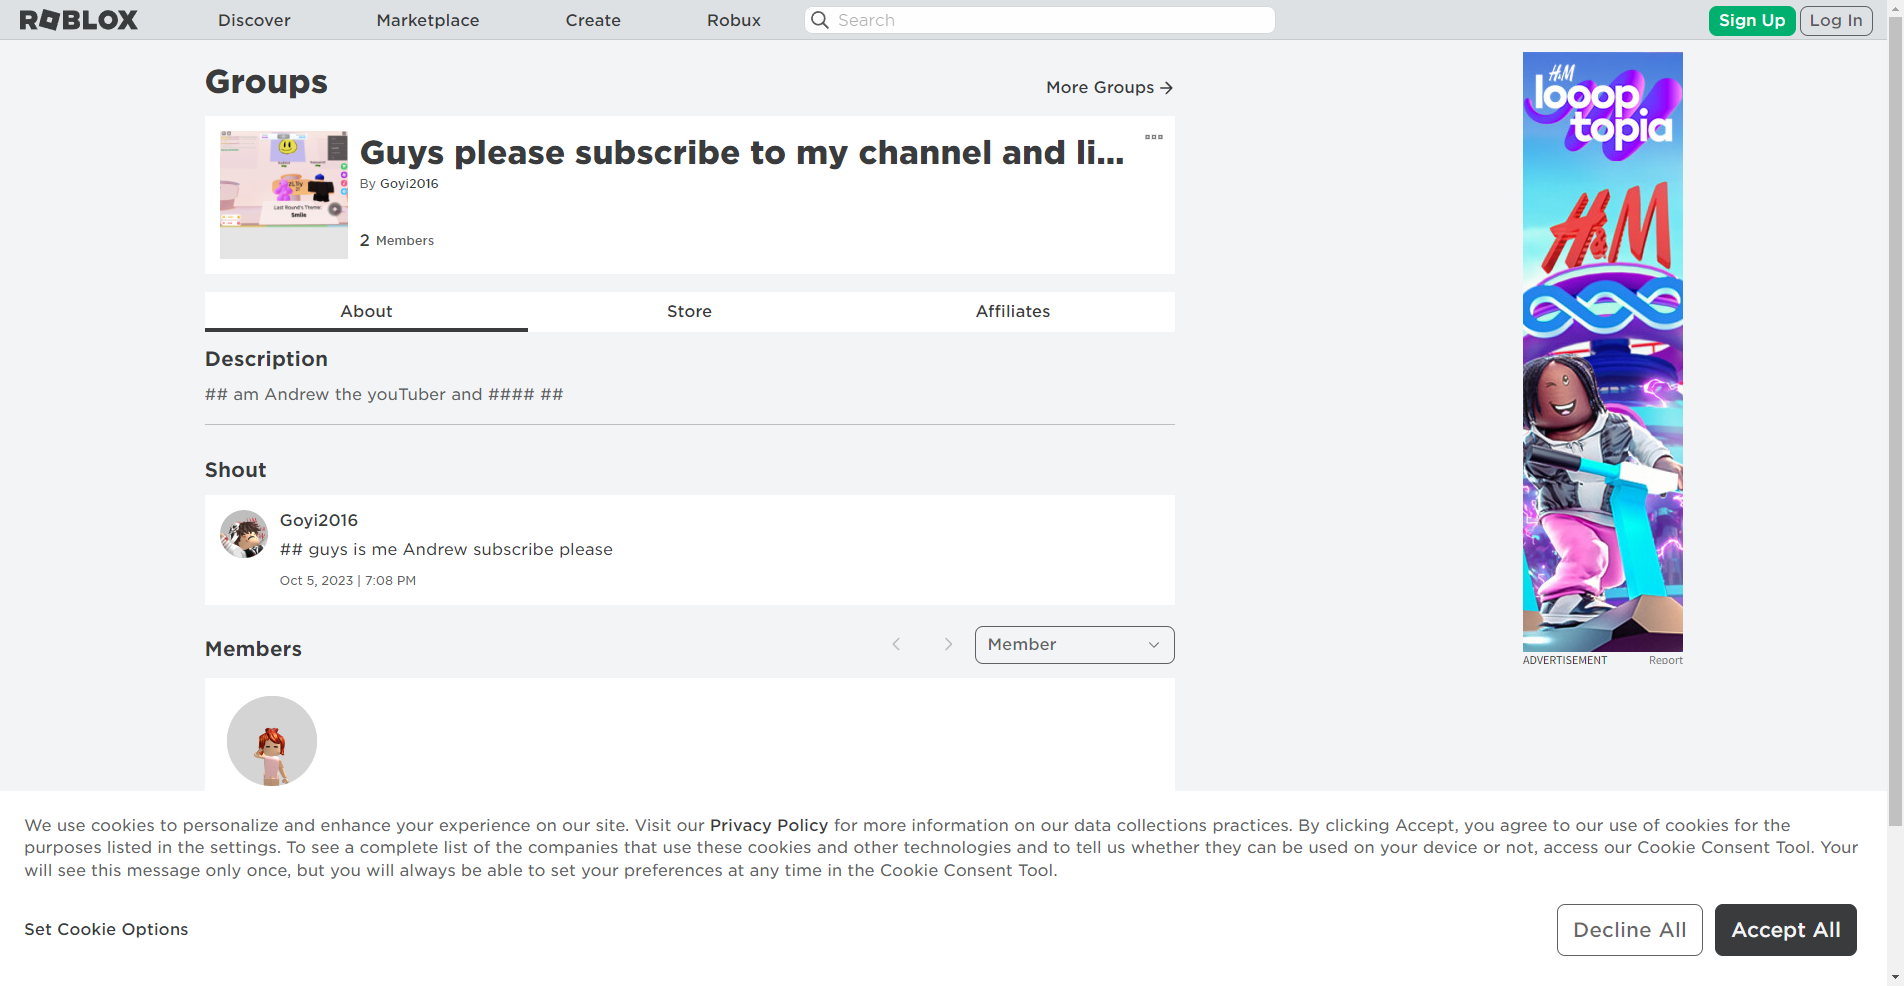 ROBLOX Discover Marketplace Create Robux Search Sign Up Log In
Groups
More Groups
Guys please subscribe to my channel and li...
By Goyi2016
2 Members
Last Round's Theme:
Smile
About Store Affiliates
Description
## am Andrew the youTuber and #### ##
Shout
Goyi2016
## guys is me Andrew subscribe please
Oct 5, 2023 | 7:08 PM
Members
Member
H&M
looop
topia
H&M
ADVERTISEMENT Report
We use cookies to personalize and enhance your experience on our site. Visit our Privacy Policy for more information on our data collections practices. By clicking Accept, you agree to our use of cookies for the
purposes listed in the settings. To see a complete list of the companies that use these cookies and other technologies and to tell us whether they can be used on your device or not, access our Cookie Consent Tool. Your
will see this message only once, but you will always be able to set your preferences at any time in the Cookie Consent Tool.
Set Cookie Options
Decline All
Accept All